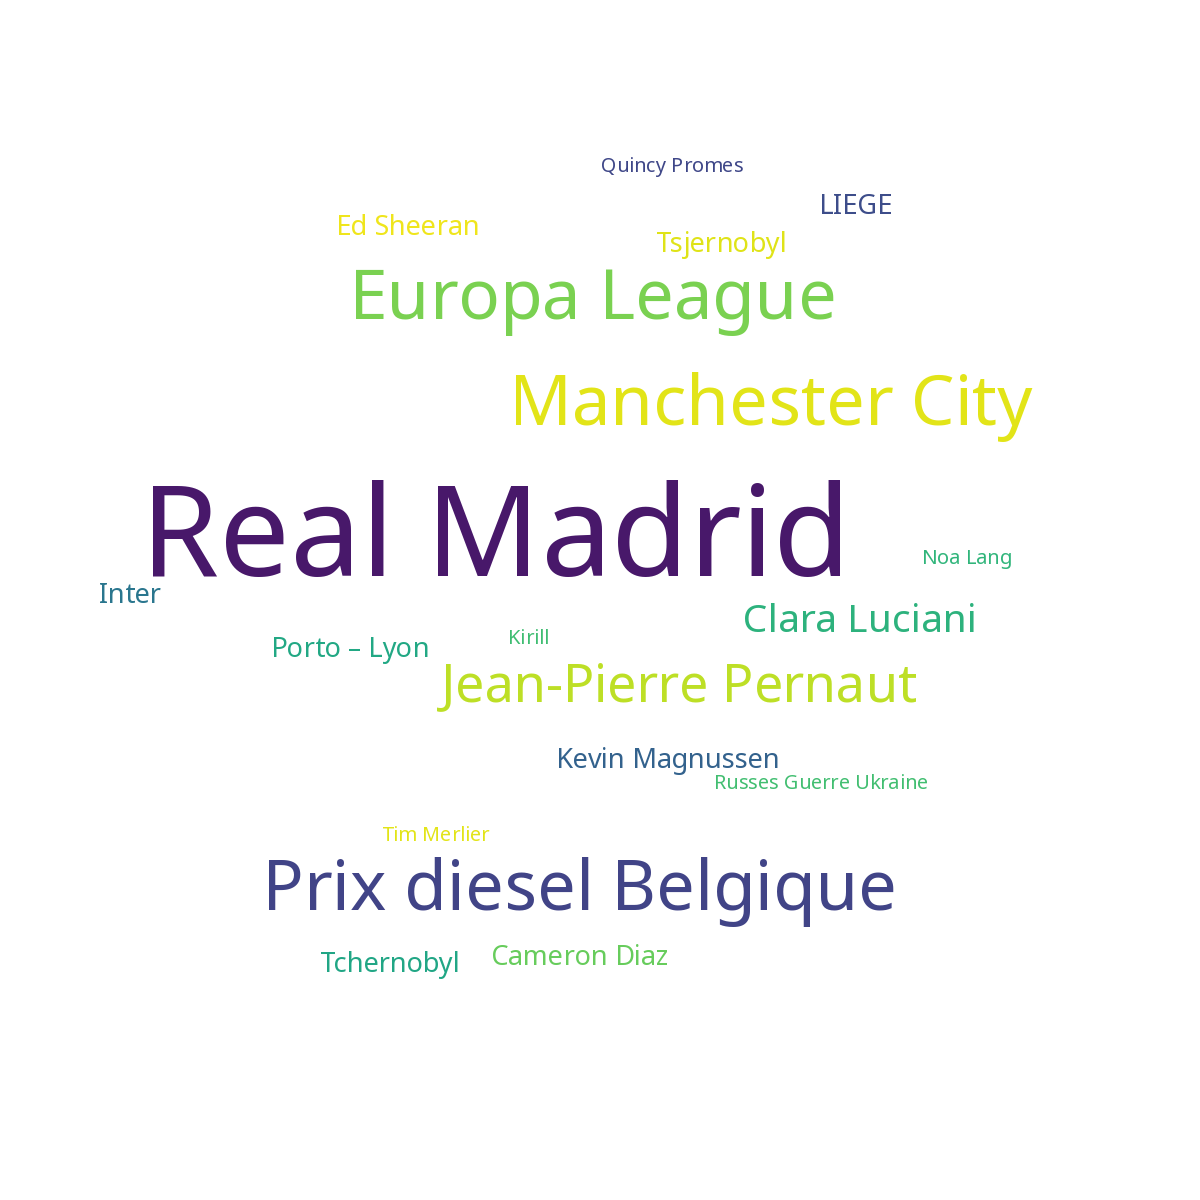 Quincy Promes
LIEGE
Ed Sheeran
Tsjernobyl
Europa League
Manchester City
Real Madrid
Noa Lang
Inter
Clara Luciani
Kirill
Porto – Lyon
Jean-Pierre Pernaut
Kevin Magnussen
Russes Guerre Ukraine
Tim Merlier
Prix diesel Belgique
Cameron Diaz
Tchernobyl